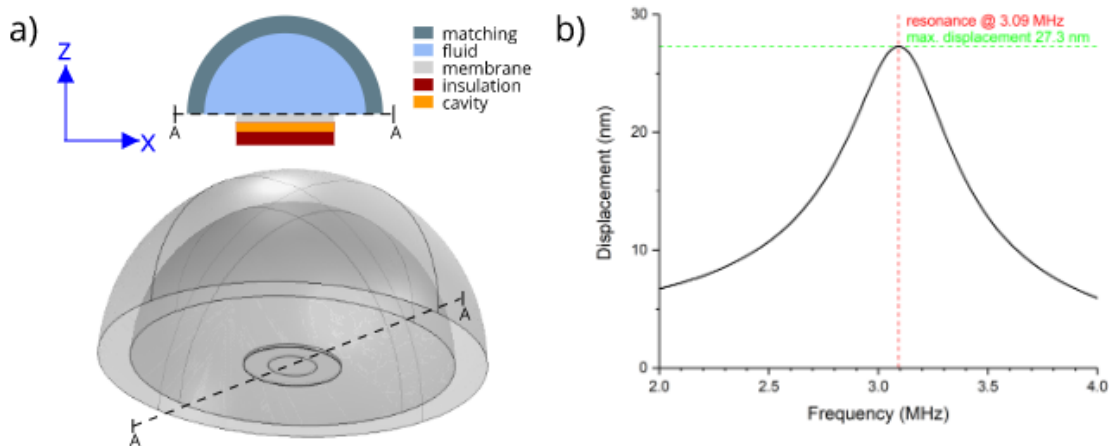 a)
Z
X
matching
fluid
membrane
insulation
cavity
A
A
A
A
b)
resonance @ 3.09 MHz
max. displacement 27.3 nm
Displacement (nm)
30
20
10
0
2.0
2.5
3.0
3.5
4.0
Frequency (MHz)